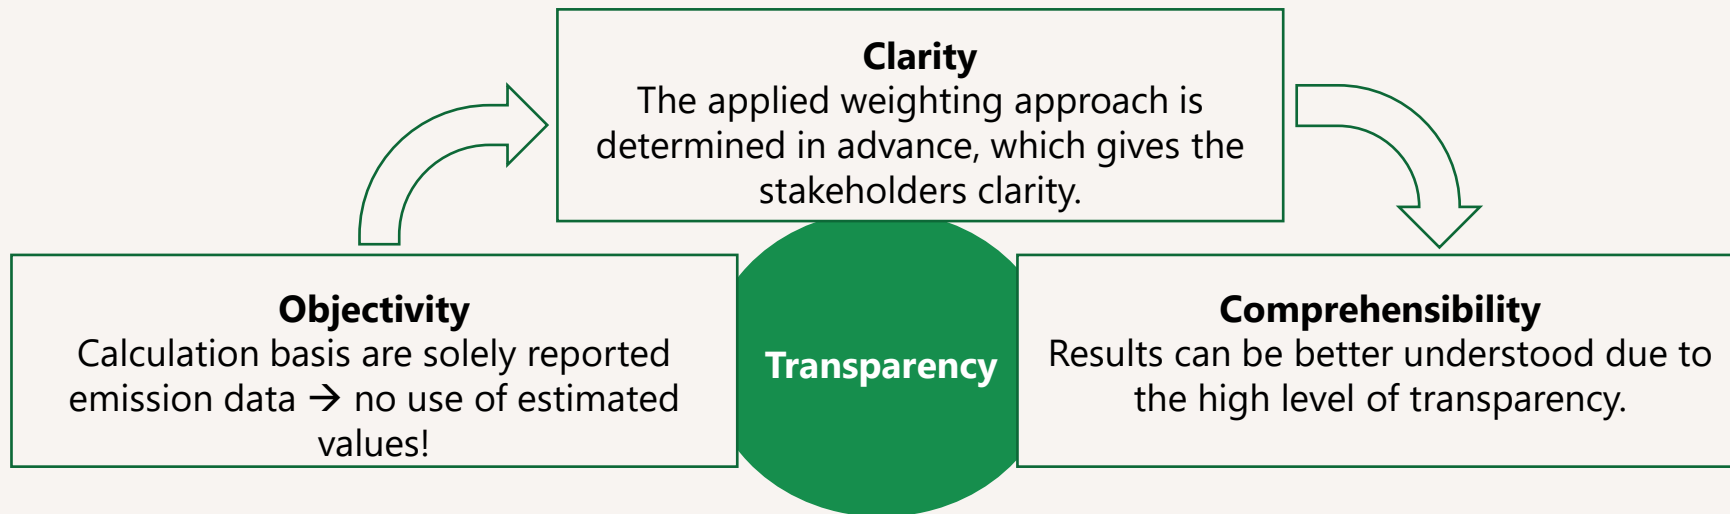 Clarity
The applied weighting approach is
determined in advance, which gives the
stakeholders clarity.
Objectivity
Calculation basis are solely reported
emission data → no use of estimated
values!
Transparency
Comprehensibility
Results can be better understood due to
the high level of transparency.